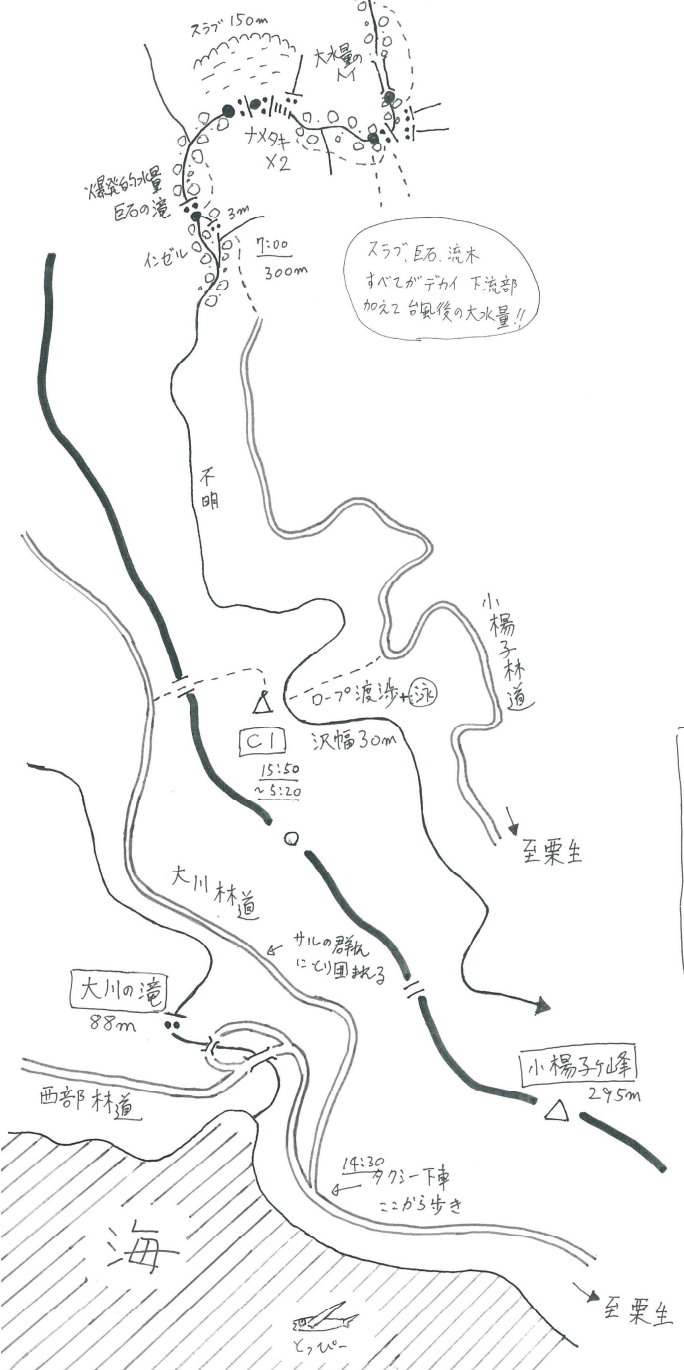 スラブ 150m
大水量の
トイ
ナメタキ
×2
爆発的水量
巨石の滝
3m
インゼル
7:00
300m
スラブ、巨石、流木
すべてがデカイ 下流部
加えて台風後の大水量!!
不明
小楊子林道
ロープ渡渉+泳
C1
沢幅30m
15:50
~5:20
至栗生
大川林道
サルの群れ
にとり囲まれる
大川の滝
88m
小楊子ヶ峰
295m
西部林道
14:30
タクシー下車
ここから歩き
海
至栗生
とっぴー